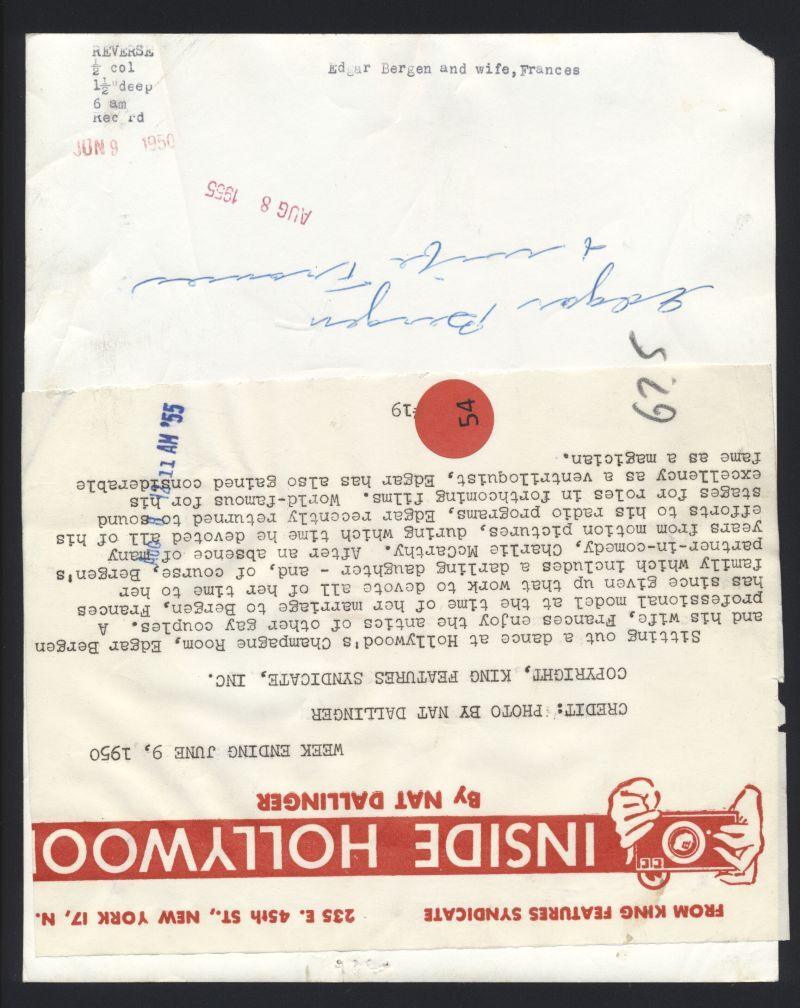 REVERSE
½ col
1½"deep
6 am
Rec rd
JUN 9 1950
Edgar Bergen and wife,Frances
AUG 8 1955
Edgar Bergen
& wife Frances
67.5
FROM KING FEATURES SYNDICATE 235 E. 45th ST., NEW YORK 17, N.
INSIDE HOLLYWOO
BY NAT DALLINGER
WEEK ENDING JUNE 9, 1950
CREDIT: PHOTO BY NAT DALLINGER
COPYRIGHT, KING FEATURES SYNDICATE, INC.
Sitting out a dance at Hollywood's Champagne Room, Edgar Bergen
and his wife, Frances enjoy the antics of other gay couples. A
professional model at the time of her marriage to Bergen, Frances
has since given up that work to devote all of her time to her
family which includes a darling daughter - and, of course, Bergen's
partner-in-comedy, Charlie McCarthy. After an absence of many
years from motion pictures, during which time he devoted all of his
efforts to his radio programs, Edgar recently returned to sound
stages for roles in forthcoming films. World-famous for his
excellency as a ventriloquist, Edgar has also gained considerable
fame as a magician.
#19
54
AUG 8 11 AM '55